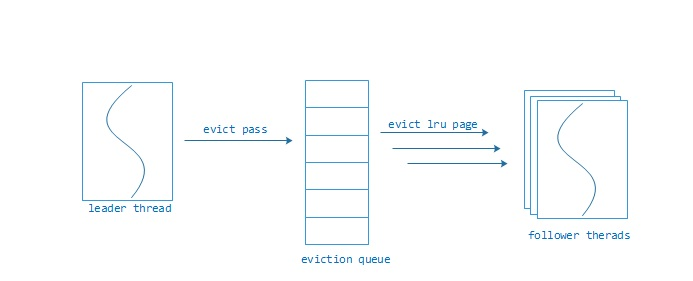 evict pass
evict lru page
leader thread
follower therads
eviction queue